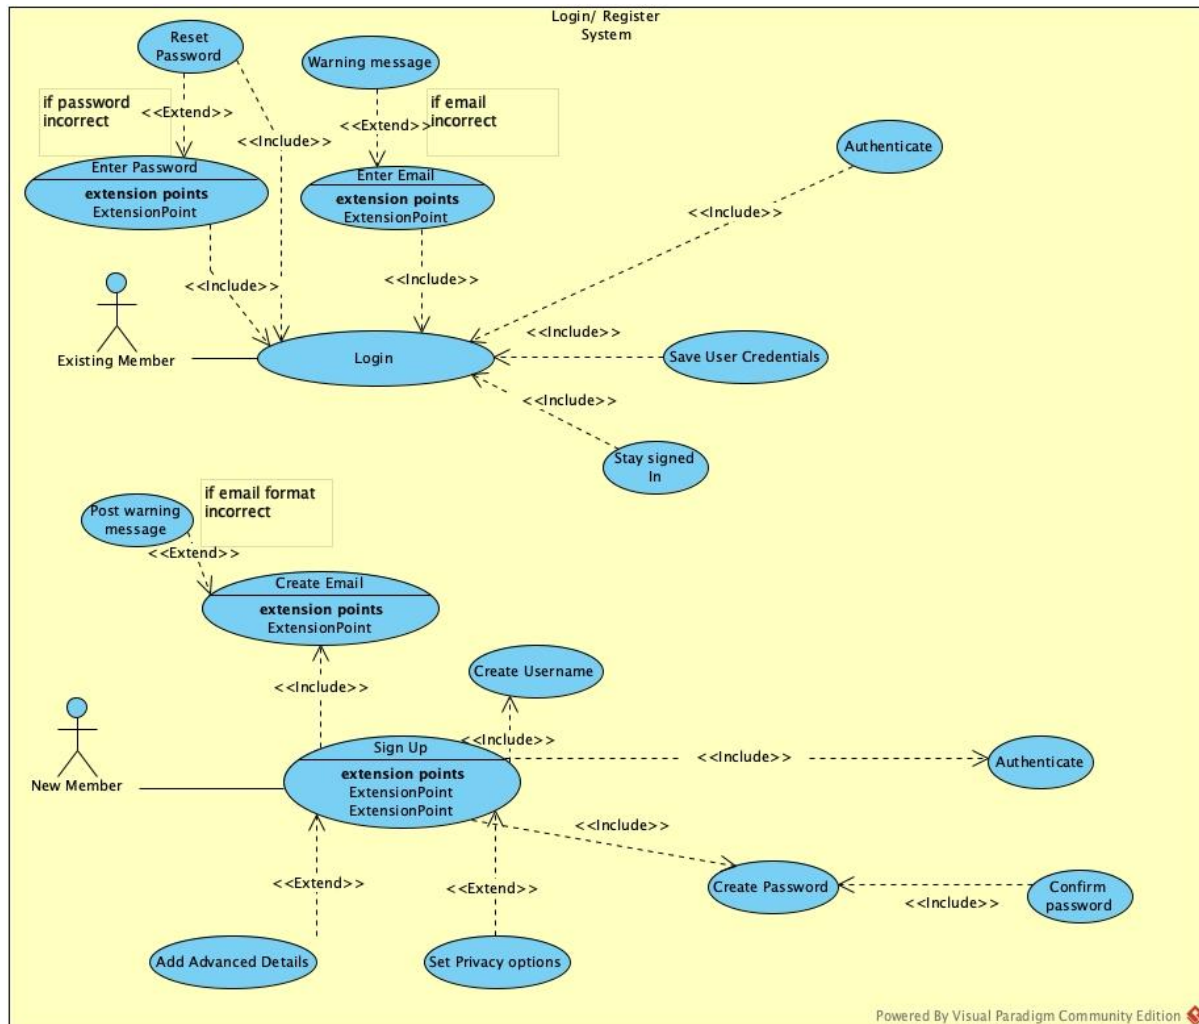 Login/ Register
System
Reset
Password
Warning message
if password
incorrect
<<Extend>>
if email
incorrect
<<Extend>>
<<Include>>
Authenticate
Enter Password
extension points
ExtensionPoint
Enter Email
extension points
ExtensionPoint
<<Include>>
<<Include>>
<<Include>>
Existing Member
Login
<<Include>>
Save User Credentials
<<Include>>
Stay signed
In
Post warning
message
if email format
incorrect
<<Extend>>
Create Email
extension points
ExtensionPoint
<<Include>>
Create Username
<<Include>>
New Member
Sign Up
extension points
ExtensionPoint
ExtensionPoint
<<Include>>
Authenticate
<<Include>>
Create Password
<<Include>>
Confirm
password
<<Extend>>
<<Extend>>
Add Advanced Details
Set Privacy options
Powered By Visual Paradigm Community Edition